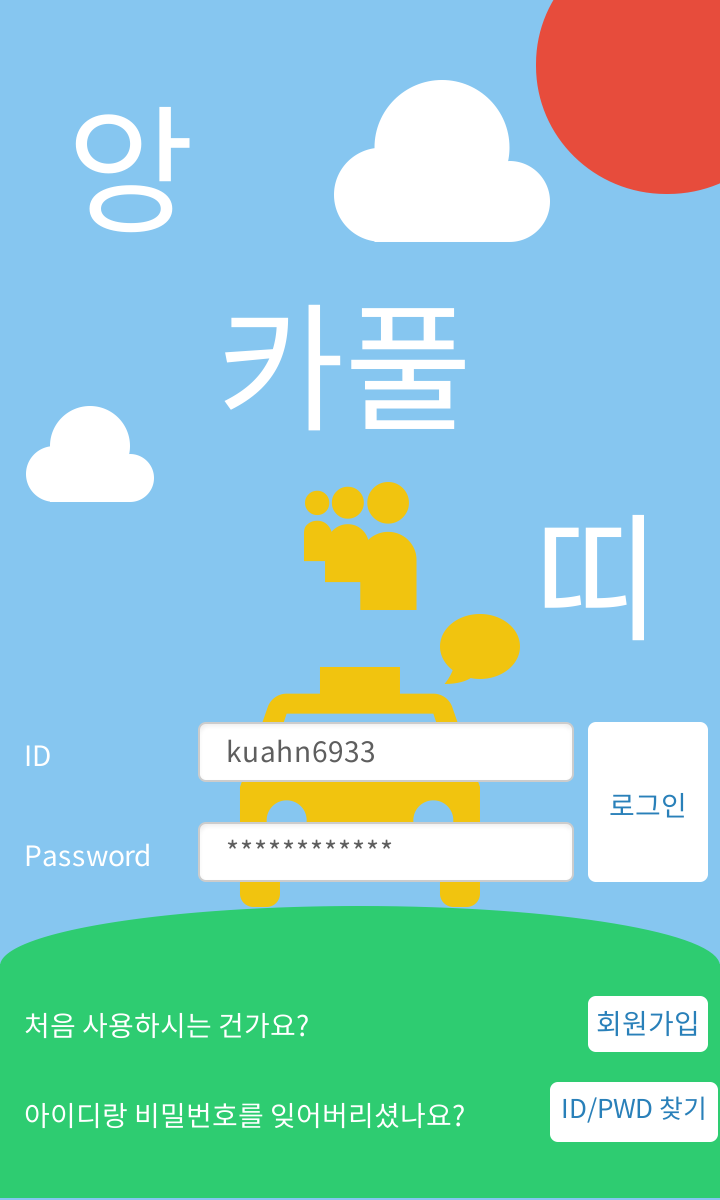 앙
카풀
띠
ID
kuahn6933
로그인
Password
************
처음 사용하시는 건가요?
회원가입
아이디랑 비밀번호를 잊어버리셨나요?
ID/PWD 찾기